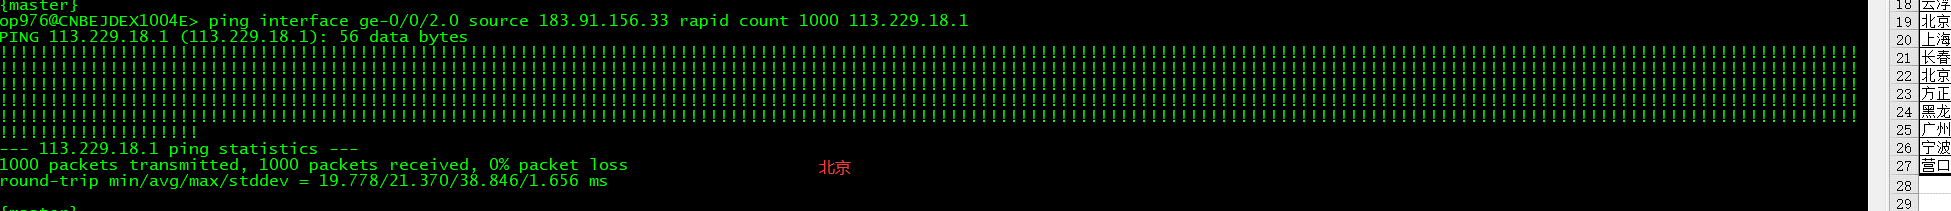 {master}
op976@CNBEJDEX1004E> ping interface ge-0/0/2.0 source 183.91.156.33 rapid count 1000 113.229.18.1
PING 113.229.18.1 (113.229.18.1): 56 data bytes
--- 113.229.18.1 ping statistics ---
1000 packets transmitted, 1000 packets received, 0% packet loss
北京
round-trip min/avg/max/stddev = 19.778/21.370/38.846/1.656 ms
{master}
18 云浮
19 北京
20 上海
21 长春
22 北京
23 方正
24 黑龙
25 广州
26 宁波
27 营口
28
29